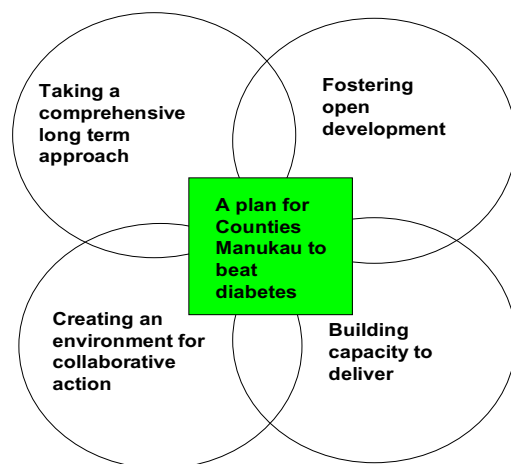 Taking a
comprehensive
long term
approach
Fostering
open
development
A plan for
Counties
Manukau to
beat
diabetes
Creating an
environment for
collaborative
action
Building
capacity to
deliver